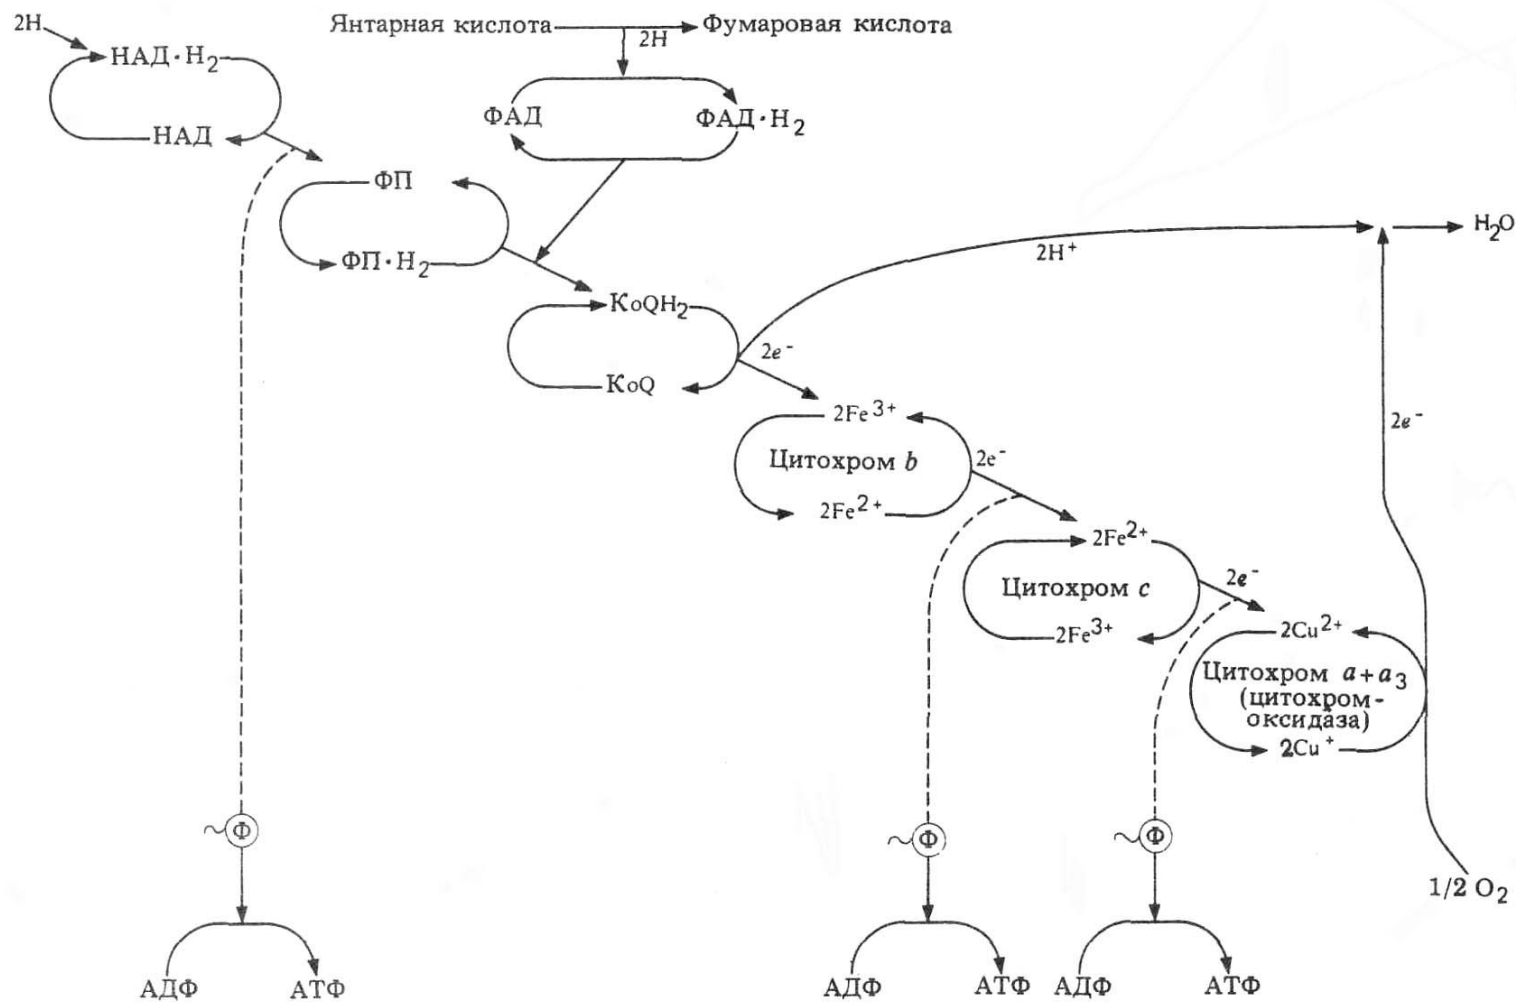 2H
Янтарная кислота
Фумаровая кислота
2H
НАД·H2
НАД
ФАД
ФАД·H2
ФП
ФП·H2
2H+
H2O
KoQH2
KoQ
2e-
2Fe3+
Цитохром b
2Fe2+
2e-
2e-
2Fe2+
Цитохром c
2Fe3+
2e-
2Cu2+
Цитохром a+a3
(цитохром-
оксидаза)
2Cu+
~Ф
~Ф
~Ф
1/2 O2
АДФ
АТФ
АДФ
АТФ
АДФ
АТФ